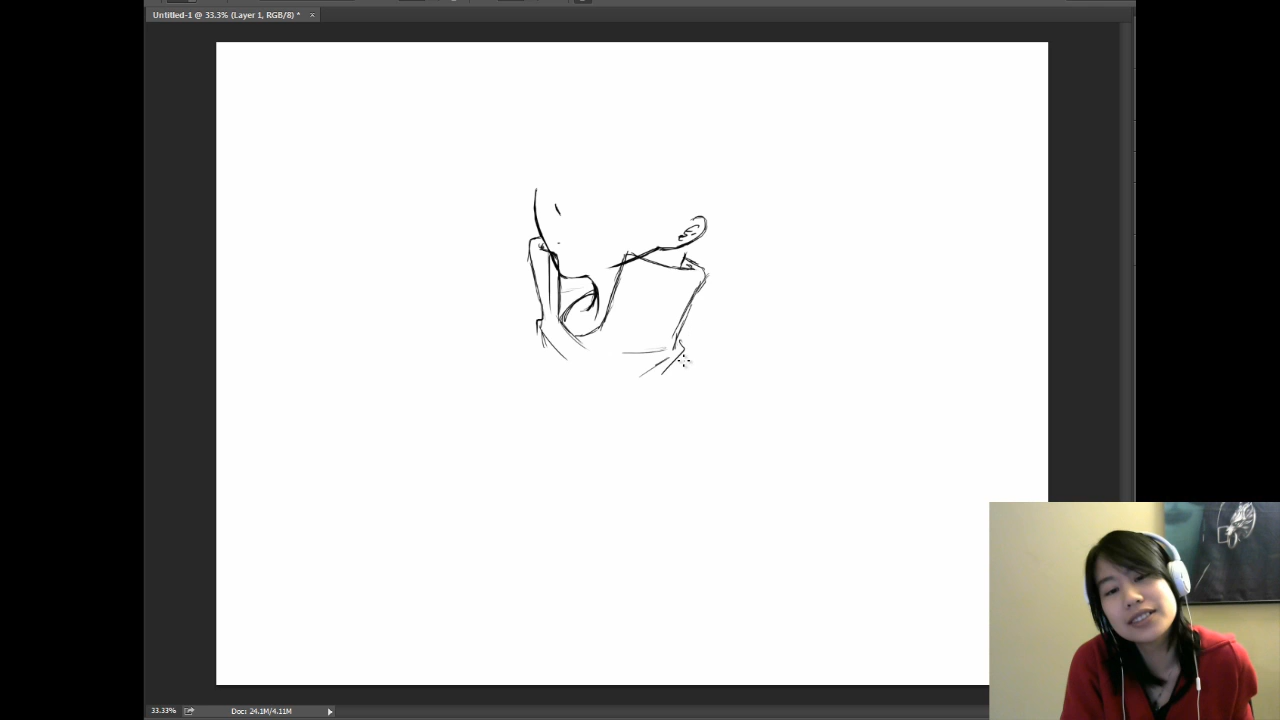 Untitled-1 @ 33.3% (Layer 1, RGB/8) * ×
33.33% Doc: 24.1M/4.11M